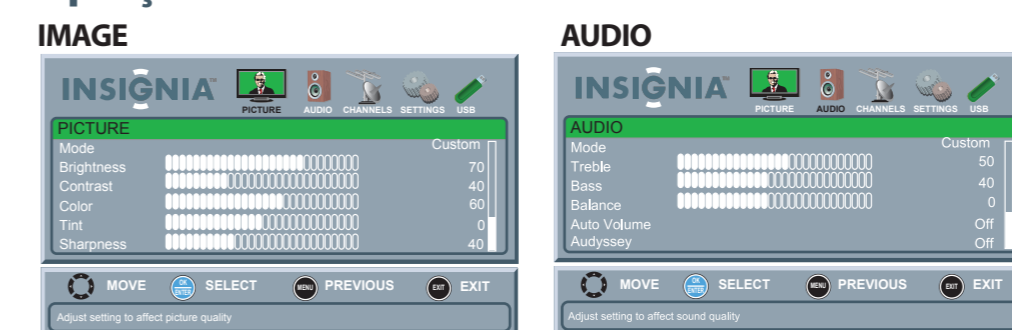 IMAGE
INSIGNIA™
PICTURE AUDIO CHANNELS SETTINGS USB
PICTURE
Mode Custom
Brightness 70
Contrast 40
Color 60
Tint 0
Sharpness 40
MOVE OK ENTER SELECT MENU PREVIOUS EXIT EXIT
Adjust setting to affect picture quality
AUDIO
INSIGNIA™
PICTURE AUDIO CHANNELS SETTINGS USB
AUDIO
Mode Custom
Treble 50
Bass 40
Balance 0
Auto Volume Off
Audyssey Off
MOVE OK ENTER SELECT MENU PREVIOUS EXIT EXIT
Adjust setting to affect sound quality